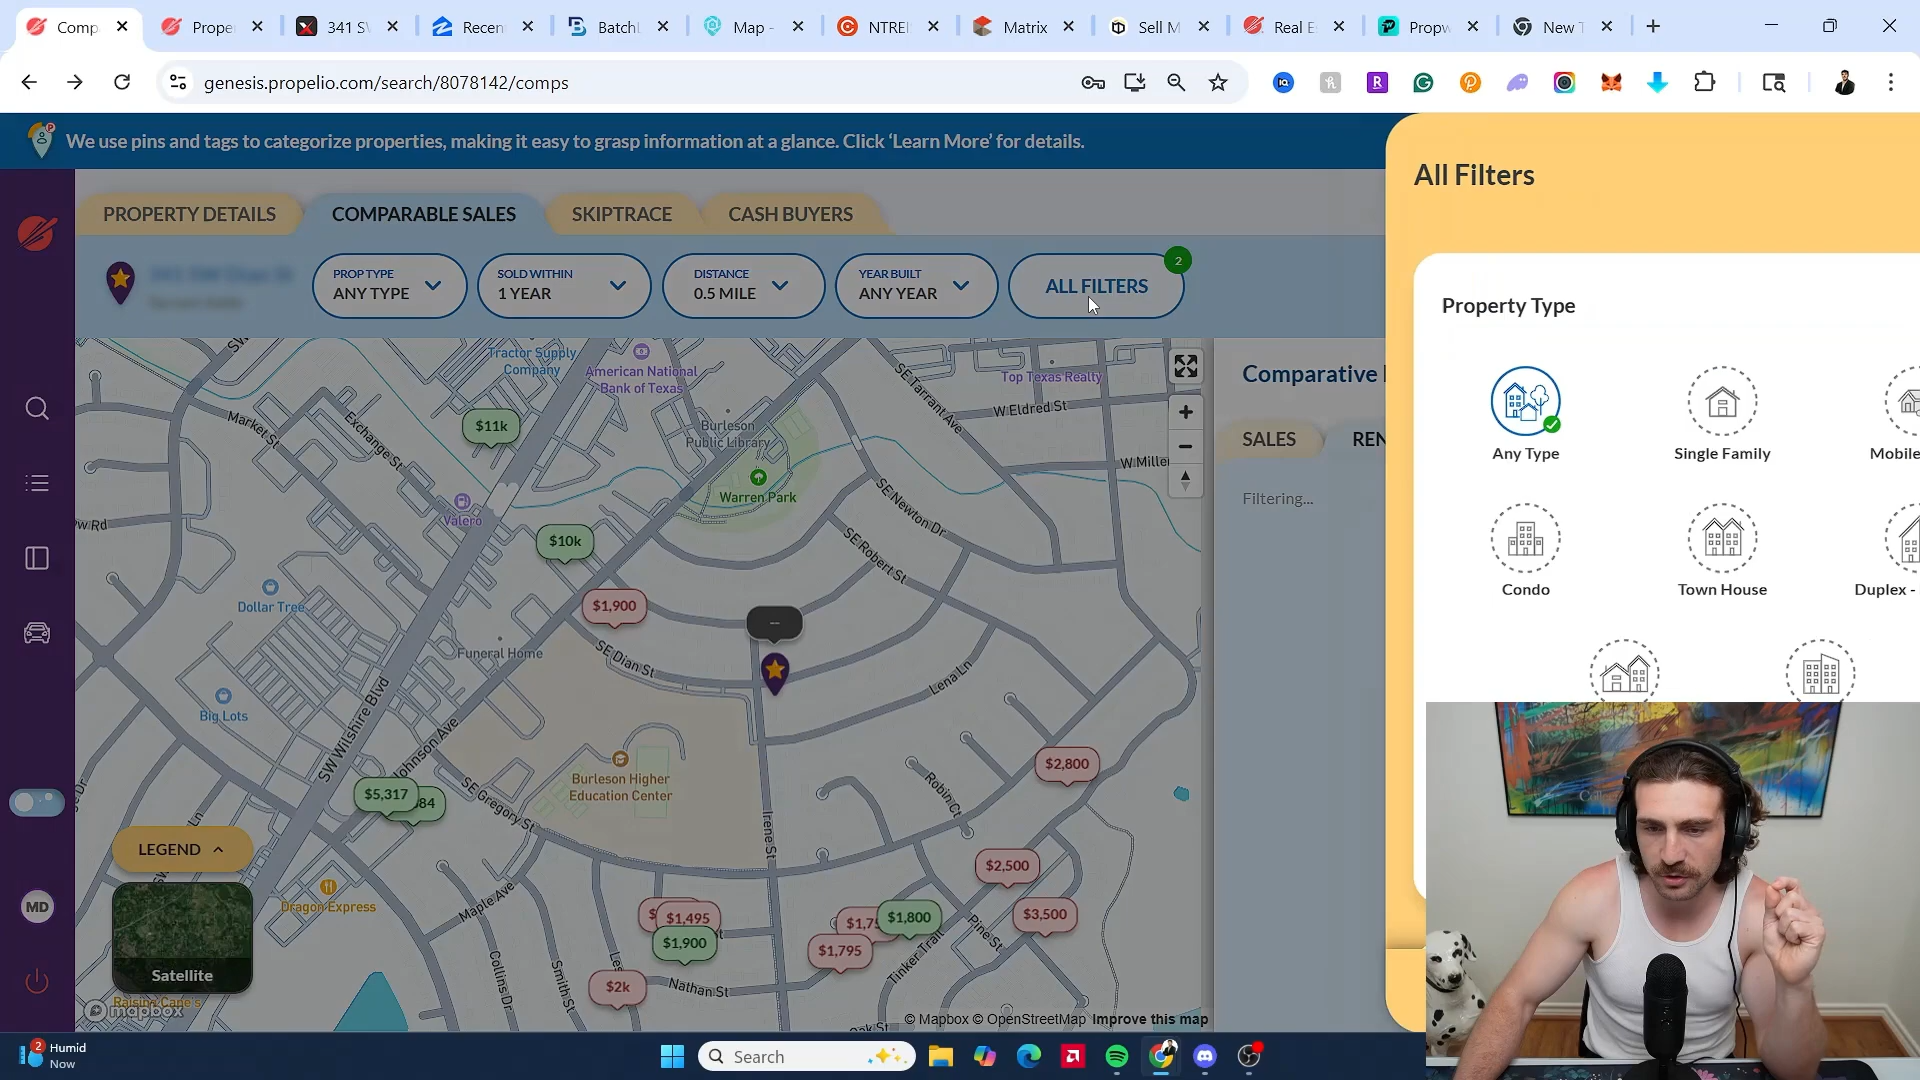 Comp
Prope
341 SV
Recen
Batchl
Map -
NTREI
Matrix
Sell M
Real E
Propw
New T
genesis.propelio.com/search/8078142/comps
We use pins and tags to categorize properties, making it easy to grasp information at a glance. Click 'Learn More' for details.
PROPERTY DETAILS
COMPARABLE SALES
SKIPTRACE
CASH BUYERS
PROP TYPE
ANY TYPE
SOLD WITHIN
1 YEAR
DISTANCE
0.5 MILE
YEAR BUILT
ANY YEAR
ALL FILTERS
2
All Filters
Property Type
Any Type
Single Family
Mobile
Condo
Town House
Duplex -
Comparative
SALES
REN
Filtering...
Tractor Supply
Company
American National
Bank of Texas
Top Texas Realty
W Eldred St
SE Tarrant Ave
Burleson
Public Library
Warren Park
W Miller
Market St
Exchange St
$11k
Valero
$10k
SE Newton Dr
SE Robert St
Dollar Tree
$1,900
--
Funeral Home
SE Dian St
Lena Ln
Big Lots
SW Wilshire Blvd
Johnson Ave
Burleson Higher
Education Center
$2,800
$5,317
84
SE Gregory St
Robin Ct
Irene St
Maple Ave
Dragon Express
$2,500
$1,495
$1,900
$1,75
$1,800
$1,795
$3,500
Pine St
Tinker Trail
Collins Dr
Smith St
$2k
Nathan St
LEGEND
Satellite
Raising Cane's
mapbox
© Mapbox © OpenStreetMap Improve this map
MD
2
Humid
Now
Search